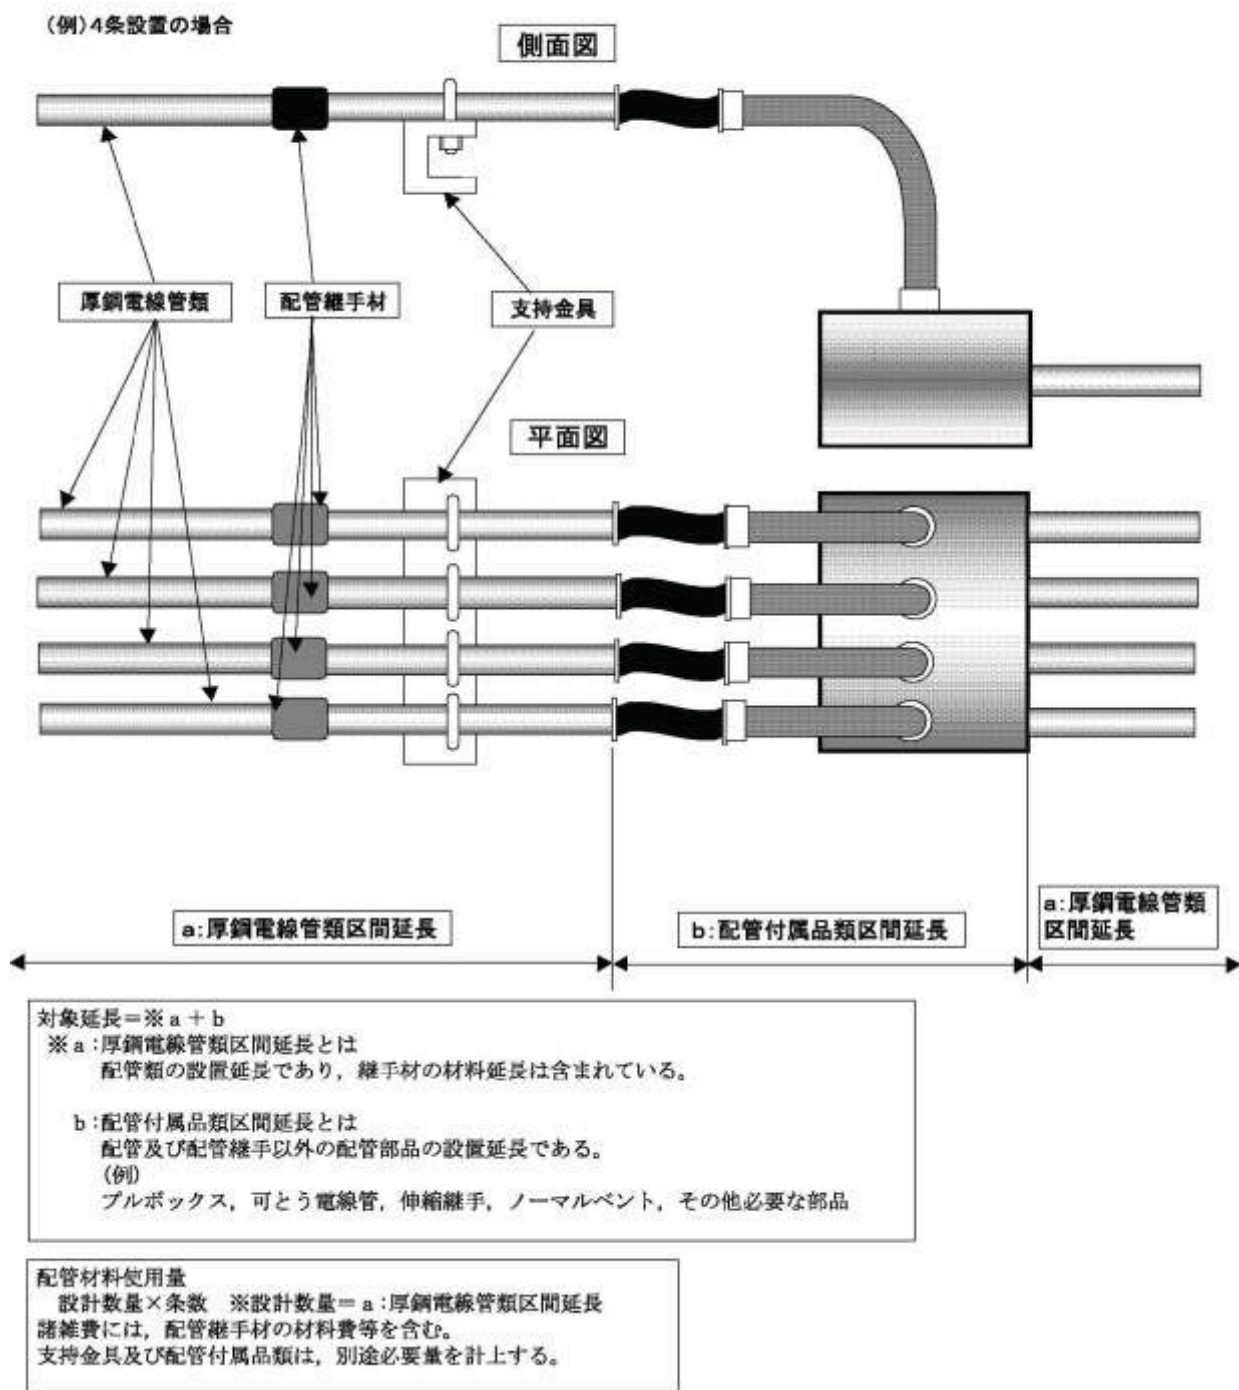 (例)4条設置の場合
側面図
厚鋼電線管類
配管継手材
支持金具
平面図
a:厚鋼電線管類区間延長
b:配管付属品類区間延長
a:厚鋼電線管類
区間延長
対象延長=※a+b
※a:厚鋼電線管類区間延長とは
配管類の設置延長であり,継手材の材料延長は含まれている。
b:配管付属品類区間延長とは
配管及び配管継手以外の配管部品の設置延長である。
(例)
プルボックス,可とう電線管,伸縮継手,ノーマルベント,その他必要な部品
配管材料使用量
設計数量×条数 ※設計数量=a:厚鋼電線管類区間延長
諸雑費には,配管継手材の材料費等を含む。
支持金具及び配管付属品類は,別途必要量を計上する。